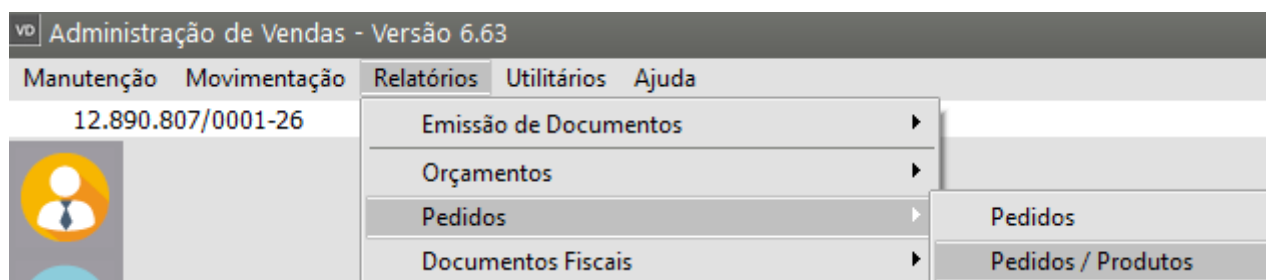 VD Administração de Vendas - Versão 6.63
Manutenção Movimentação Relatórios Utilitários Ajuda
12.890.807/0001-26
Emissão de Documentos
Orçamentos
Pedidos
Pedidos
Documentos Fiscais
Pedidos / Produtos